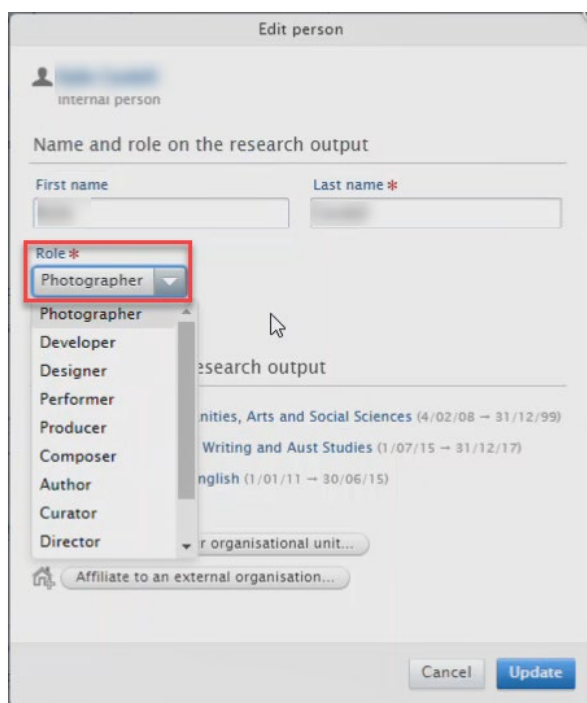 Edit person
internal person
Name and role on the research output
First name Last name *
Role *
Photographer
Photographer
Developer
Designer
esearch output
Performer
nities, Arts and Social Sciences (4/02/08 → 31/12/99)
Producer
Writing and Aust Studies (1/07/15 → 31/12/17)
Composer
nglish (1/01/11 → 30/06/15)
Author
Curator
Director
r organisational unit...
Affiliate to an external organisation...
Cancel Update